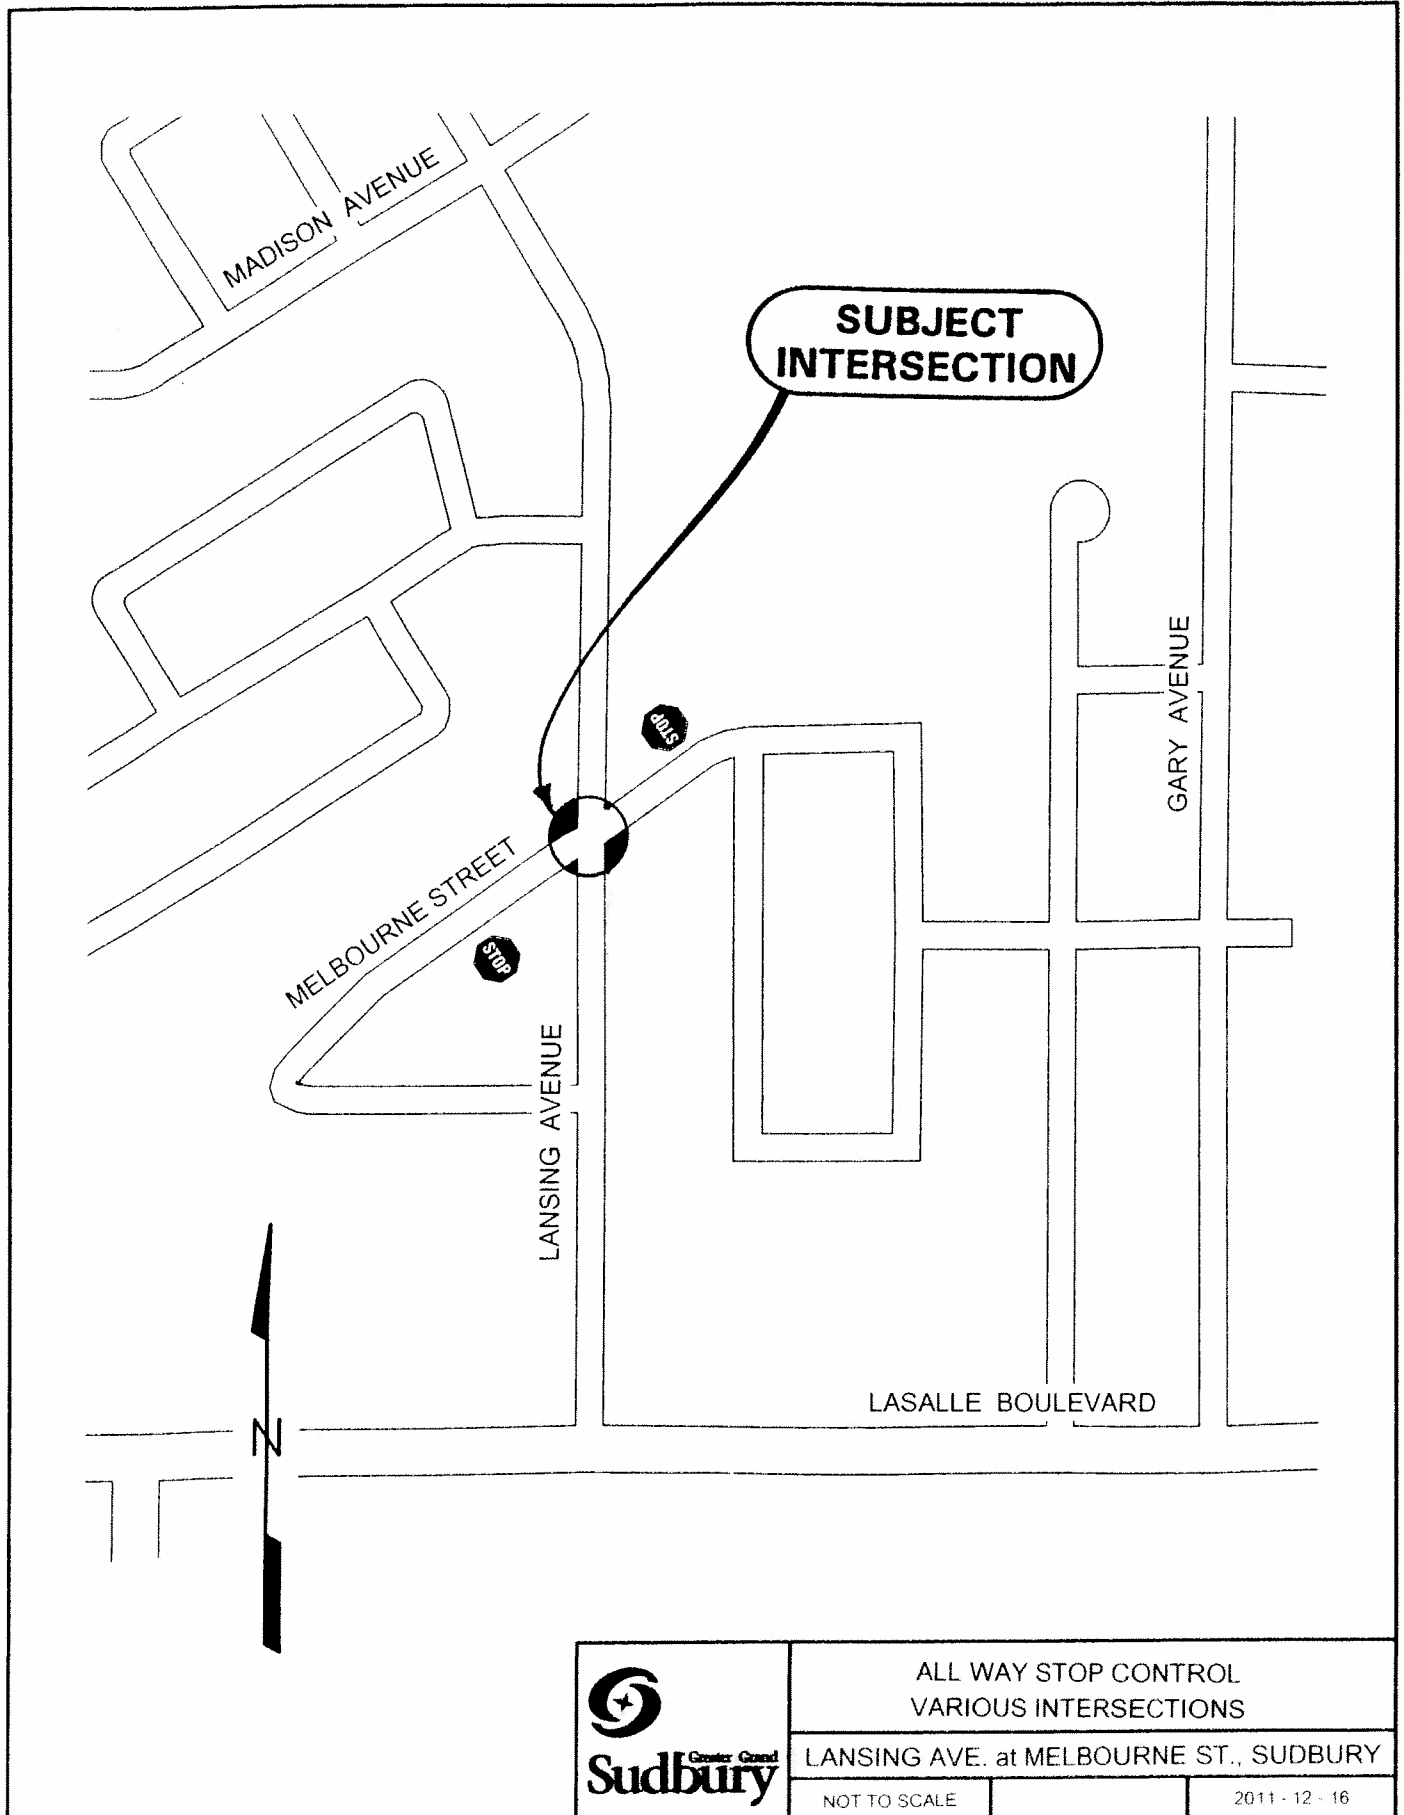 MADISON AVENUE
SUBJECT
INTERSECTION
STOP
GARY AVENUE
MELBOURNE STREET
STOP
LANSING AVENUE
LASALLE BOULEVARD
N
ALL WAY STOP CONTROL
VARIOUS INTERSECTIONS
LANSING AVE. at MELBOURNE ST., SUDBURY
Greater Grand
Sudbury
NOT TO SCALE
2011 - 12 - 16